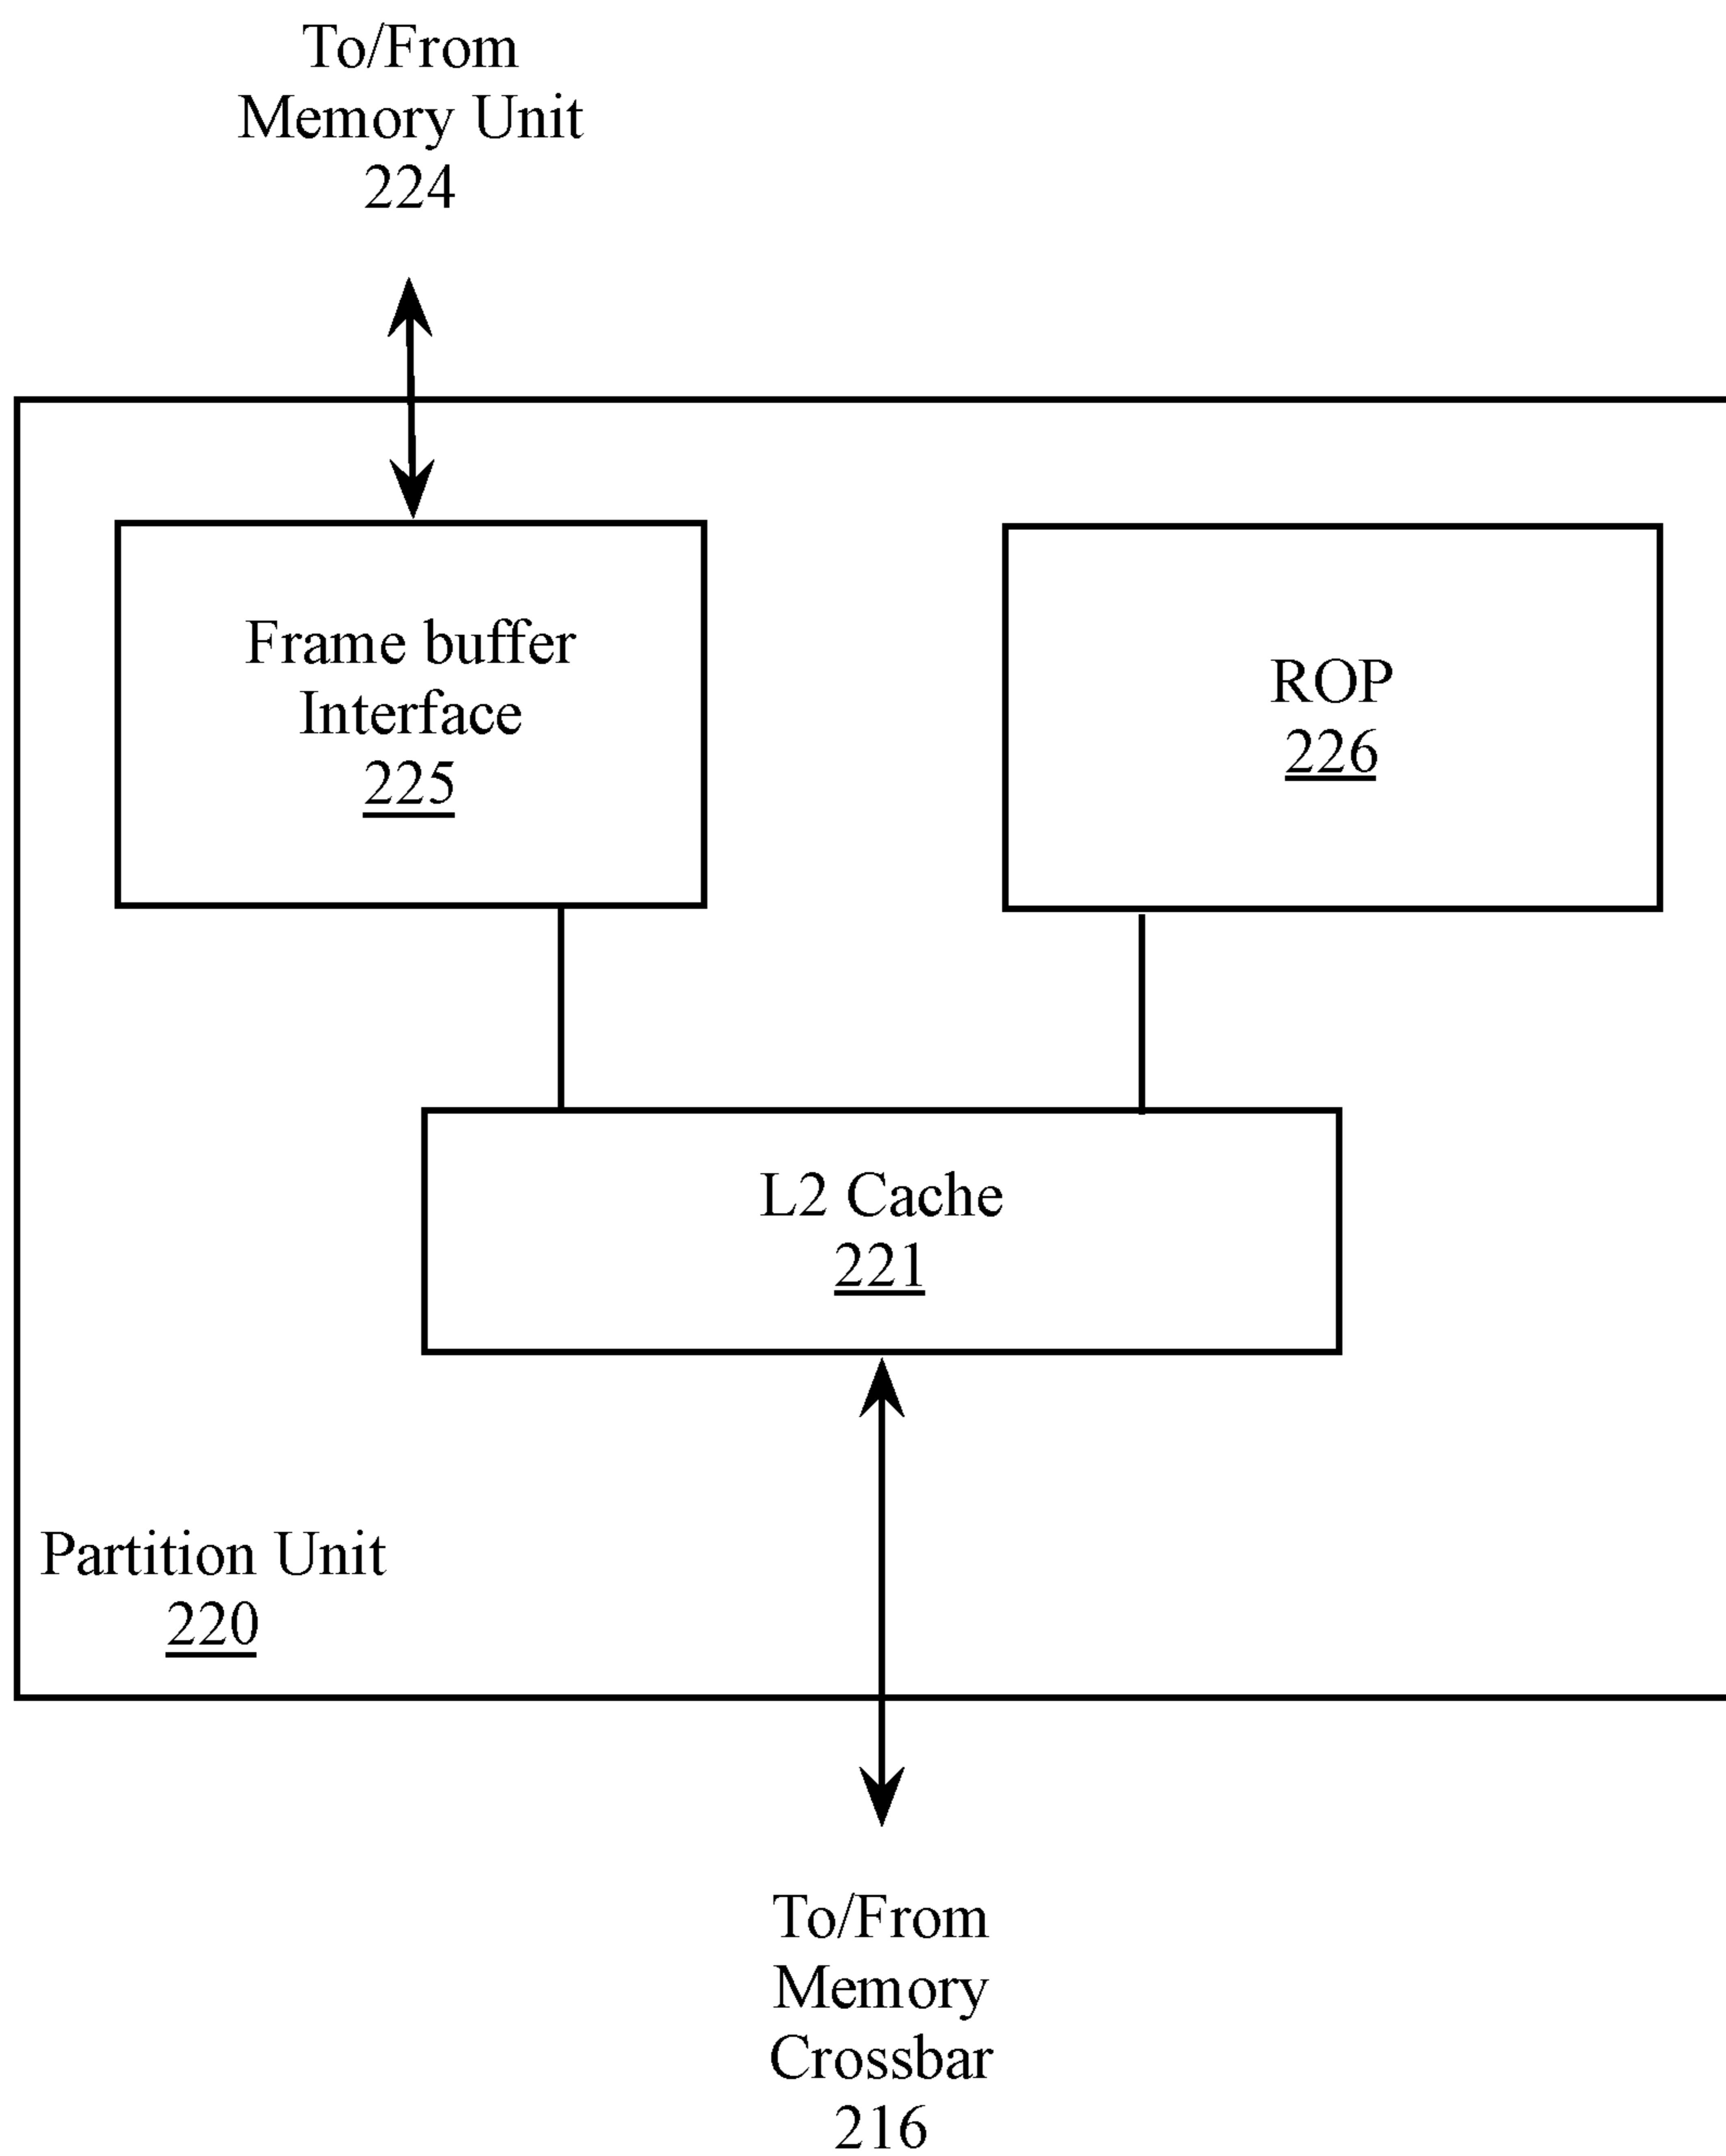 To/From
Memory Unit
224
Frame buffer
Interface
225
ROP
226
L2 Cache
221
Partition Unit
220
To/From
Memory
Crossbar
216